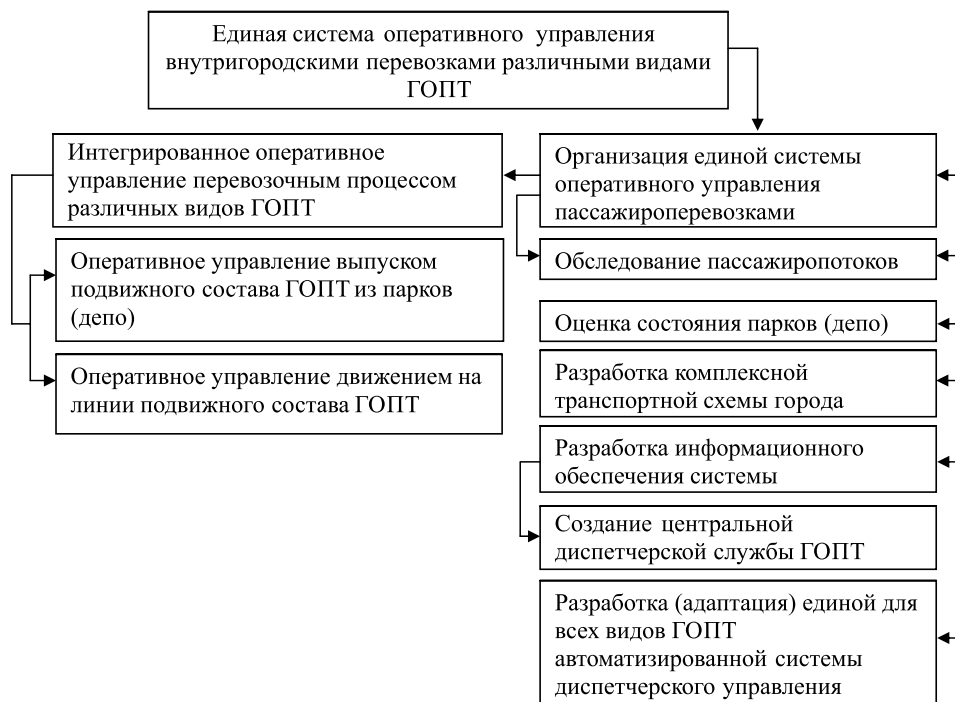 Единая система оперативного управления
внутригородскими перевозками различными видами
ГОПТ
Интегрированное оперативное
управление перевозочным процессом
различных видов ГОПТ
Оперативное управление выпуском
подвижного состава ГОПТ из парков
(депо)
Оперативное управление движением на
линии подвижного состава ГОПТ
Организация единой системы
оперативного управления
пассажироперевозками
Обследование пассажиропотоков
Оценка состояния парков (депо)
Разработка комплексной
транспортной схемы города
Разработка информационного
обеспечения системы
Создание центральной
диспетчерской службы ГОПТ
Разработка (адаптация) единой для
всех видов ГОПТ
автоматизированной системы
диспетчерского управления